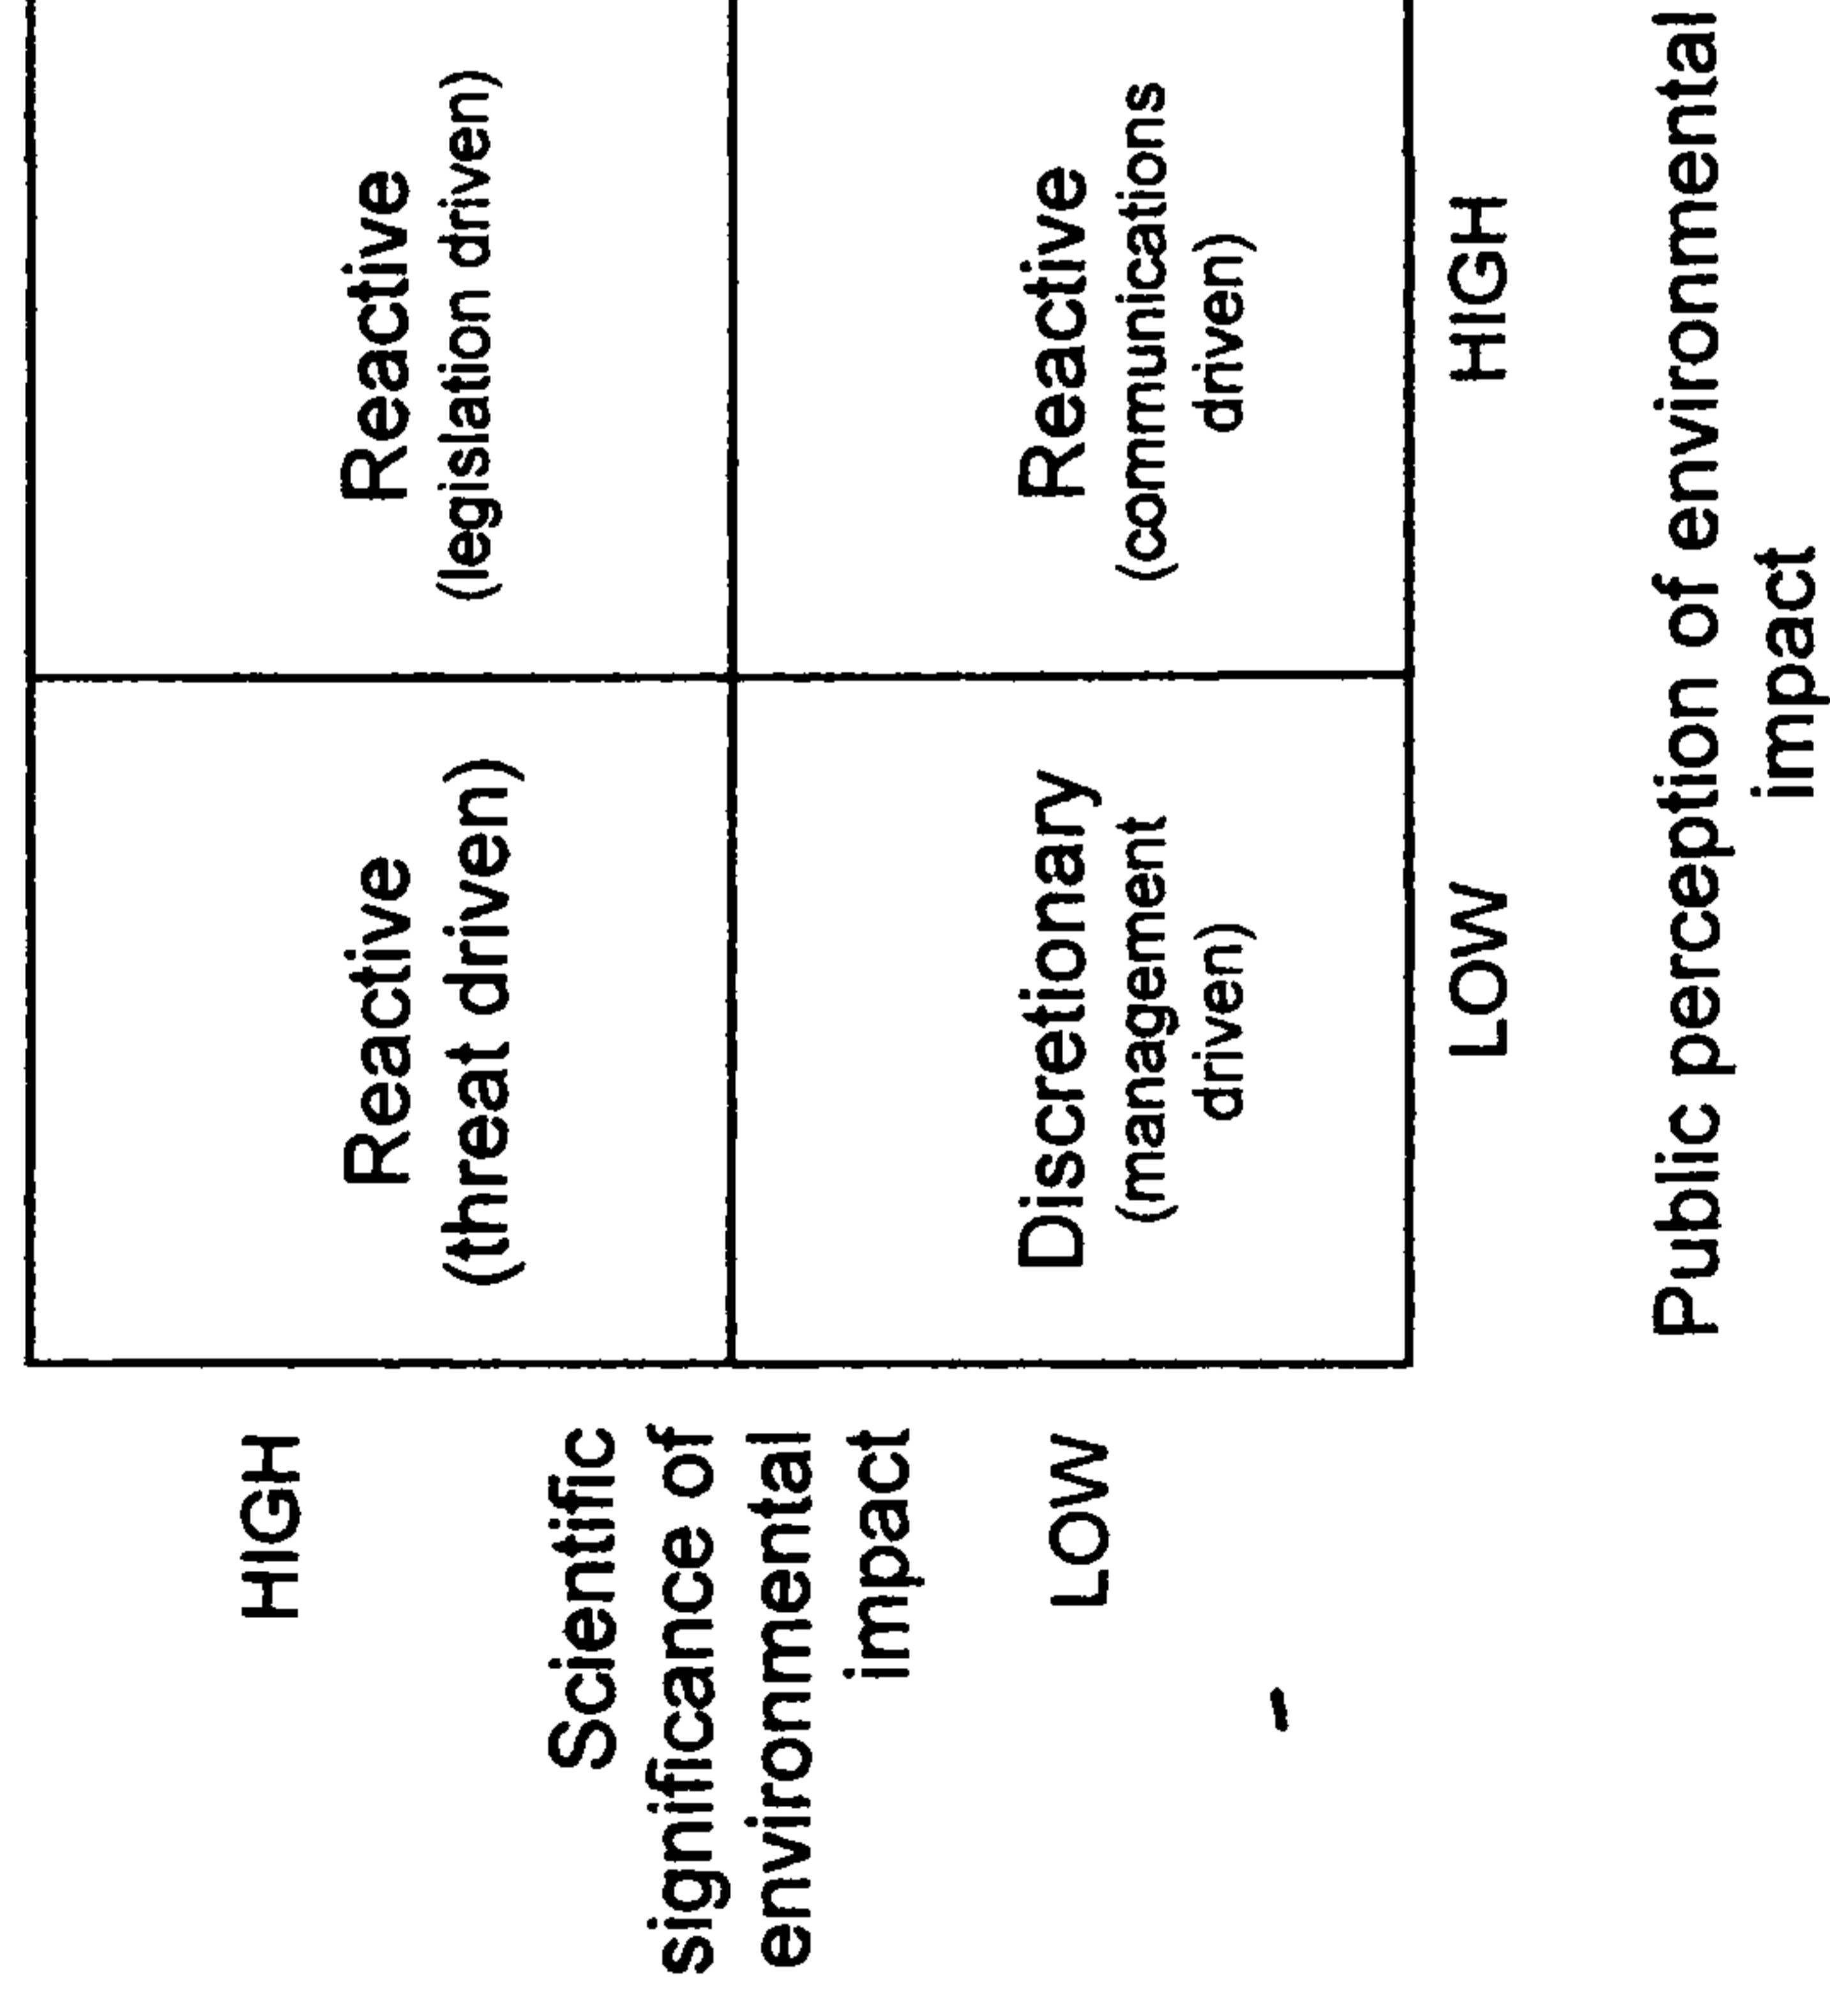 HIGH
Reactive
(threat driven)
Reactive
(legislation driven)
Scientific
significance of
environmental
impact
LOW
Discretionary
(management
driven)
Reactive
(communications
driven)
LOW
HIGH
Public perception of environmental
impact